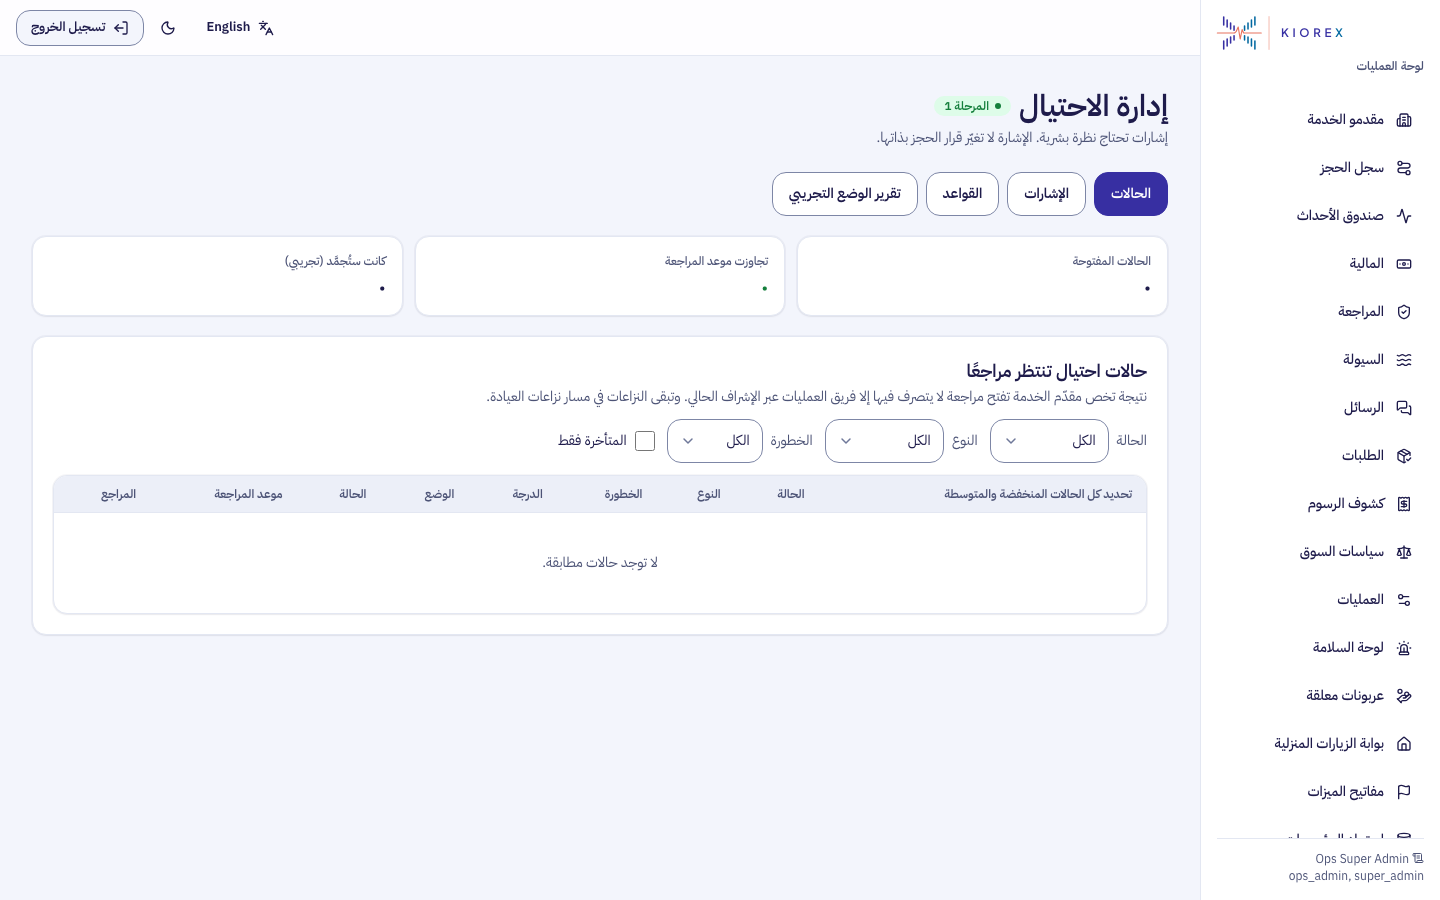 KIOREX
لوحة العمليات
مقدمو الخدمة
سجل الحجز
صندوق الأحداث
المالية
المراجعة
السيولة
الرسائل
الطلبات
كشوف الرسوم
سياسات السوق
العمليات
لوحة السلامة
عربونات معلقة
بوابة الزيارات المنزلية
مفاتيح الميزات
Ops Super Admin
ops_admin, super_admin
English
تسجيل الخروج
إدارة الاحتيال
المرحلة 1
إشارات تحتاج نظرة بشرية. الإشارة لا تغيّر قرار الحجز بذاتها.
الحالات
الإشارات
القواعد
تقرير الوضع التجريبي
الحالات المفتوحة
٠
تجاوزت موعد المراجعة
٠
كانت ستُجمَّد (تجريبي)
٠
حالات احتيال تنتظر مراجعًا
نتيجة تخص مقدّم الخدمة تفتح مراجعة لا يتصرف فيها إلا فريق العمليات عبر الإشراف الحالي. وتبقى النزاعات في مسار نزاعات العيادة.
الحالة الكل النوع الكل الخطورة الكل المتأخرة فقط
تحديد كل الحالات المنخفضة والمتوسطة الحالة النوع الخطورة الدرجة الوضع الحالة موعد المراجعة المراجع
لا توجد حالات مطابقة.